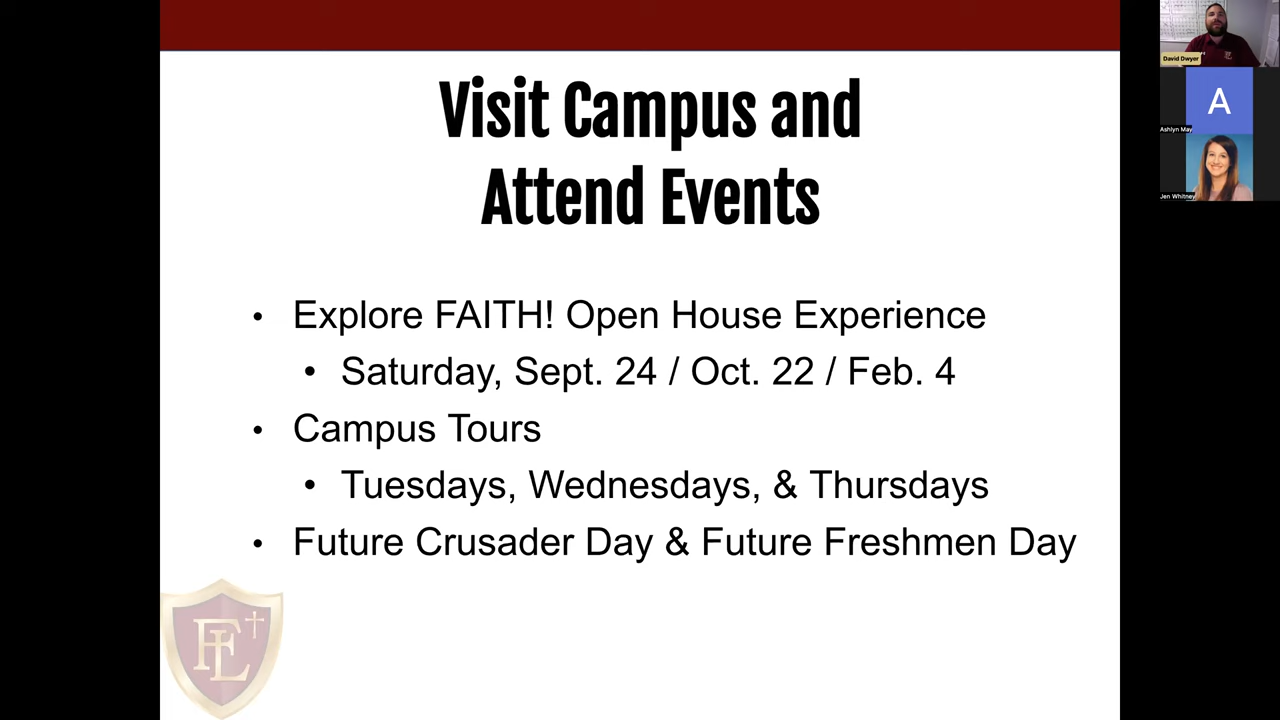 Visit Campus and
Attend Events
• Explore FAITH! Open House Experience
• Saturday, Sept. 24 / Oct. 22 / Feb. 4
• Campus Tours
• Tuesdays, Wednesdays, & Thursdays
• Future Crusader Day & Future Freshmen Day
FL
David Dwyer
A
Ashlyn May
Jen Whitney